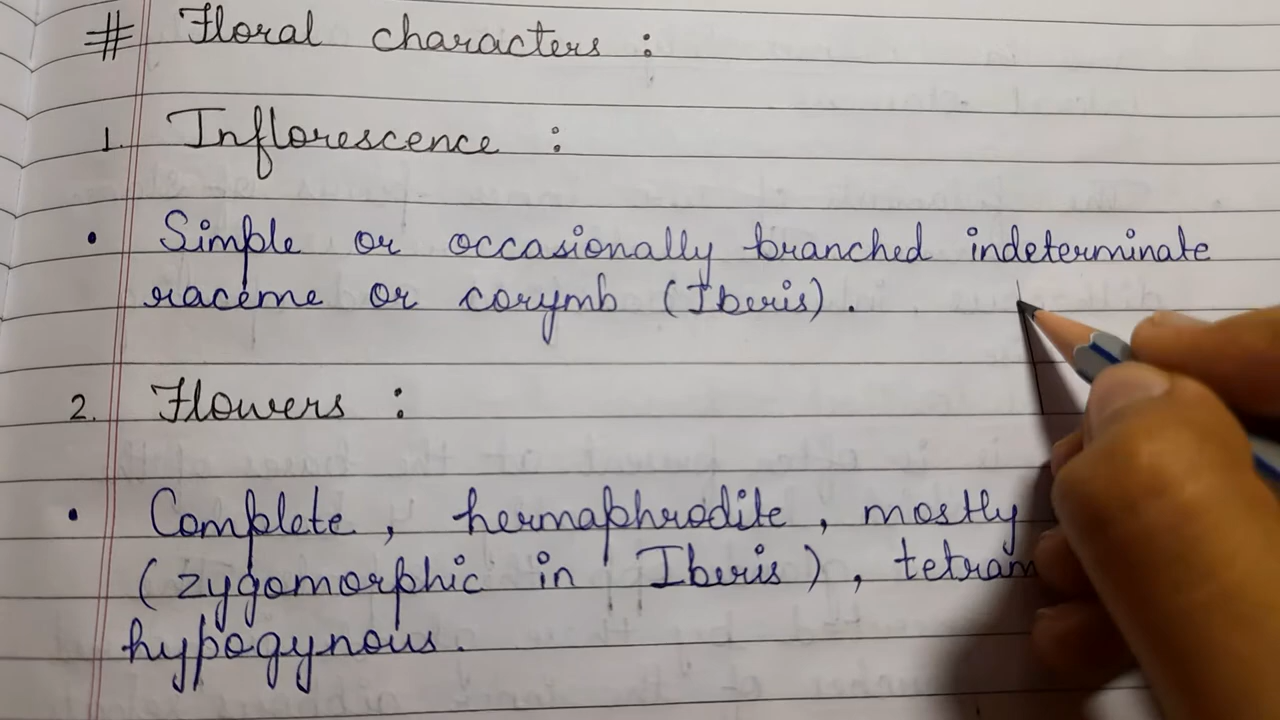 # Floral characters :
1. Inflorescence :
• Simple or occasionally branched indeterminate
raceme or corymb (Iberis).
2. Flowers :
• Complete, hermaphrodite, mostly
(zygomorphic in Iberis), tetram
hypogynous.